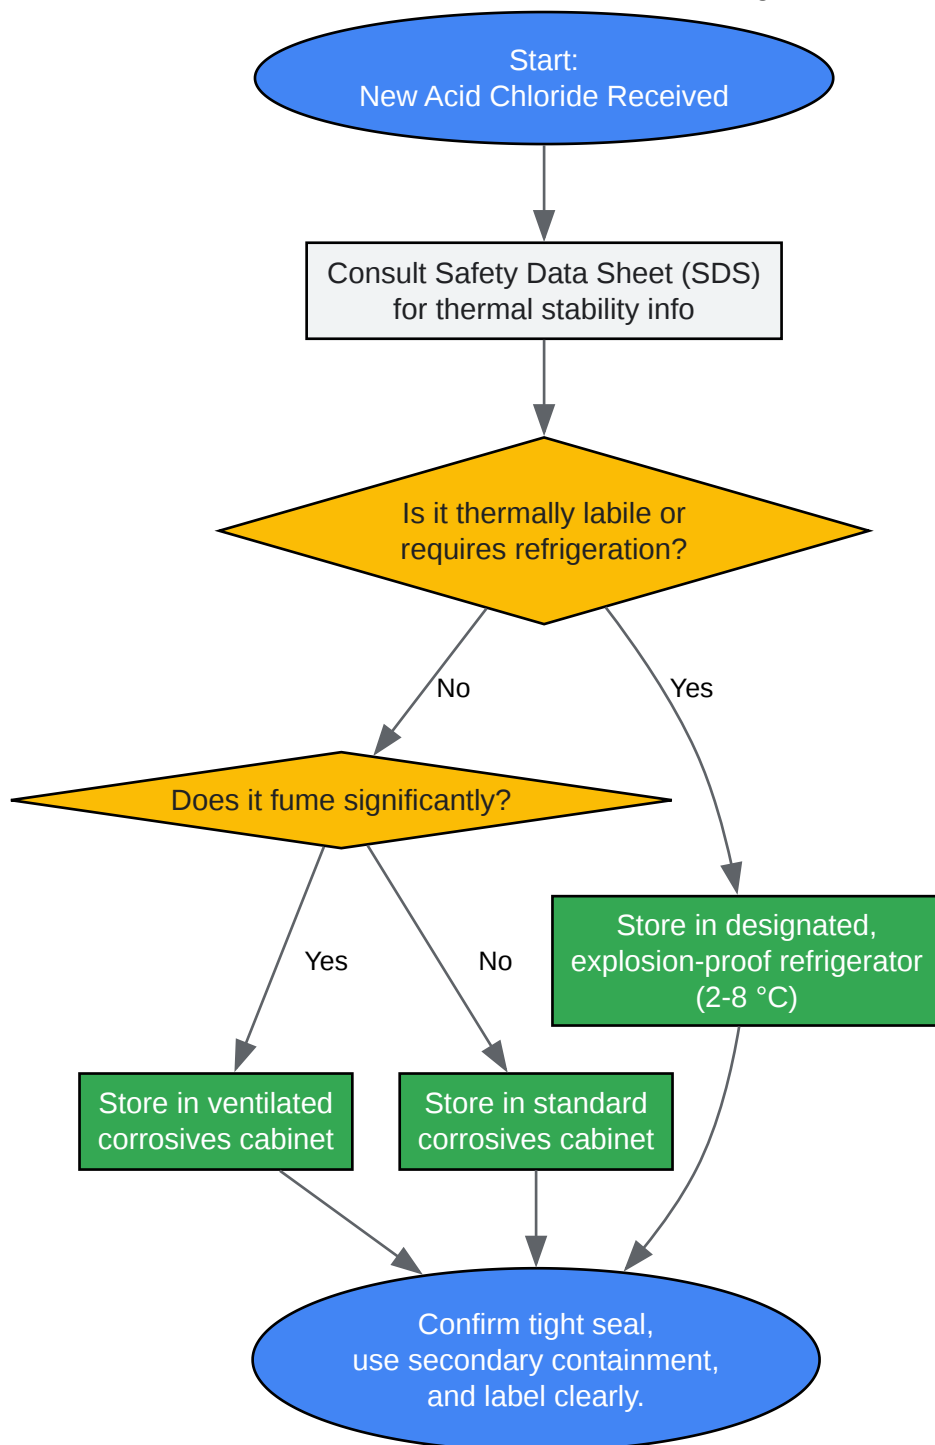 Start:
New Acid Chloride Received
Consult Safety Data Sheet (SDS)
for thermal stability info
Is it thermally labile or
requires refrigeration?
No
Yes
Does it fume significantly?
Yes
No
Store in designated,
explosion-proof refrigerator
(2-8 °C)
Store in ventilated
corrosives cabinet
Store in standard
corrosives cabinet
Confirm tight seal,
use secondary containment,
and label clearly.